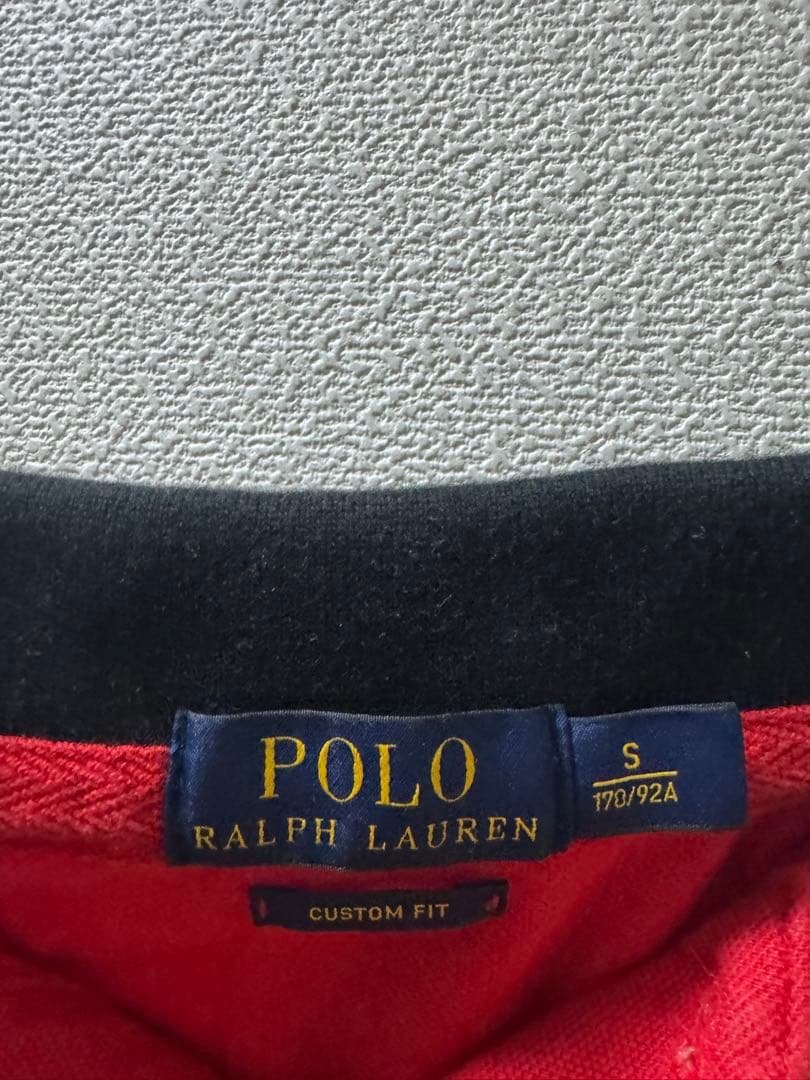 POLO
RALPH LAUREN
S
170/92A
CUSTOM FIT